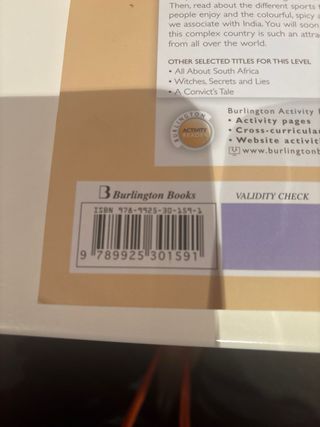 Then, read about the different sports t
people enjoy and the colourful, spicy
we associate with India. You will soon
this complex country is such an attra
from all over the world.
OTHER SELECTED TITLES FOR THIS LEVEL
• All About South Africa
• Witches, Secrets and Lies
• A Convict's Tale
BURLINGTON
ACTIVITY
READERS
Burlington Activity
• Activity pages
• Cross-curricular
• Website activiti
www.burlingtonb
B Burlington Books
VALIDITY CHECK
ISBN 978-9925-30-159-1
9 789925 301591